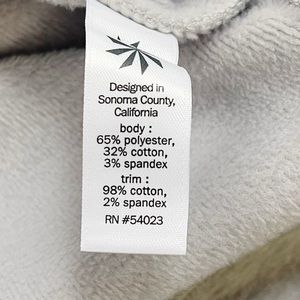 Designed in
Sonoma County,
California
body :
65% polyester,
32% cotton,
3% spandex
trim :
98% cotton,
2% spandex
RN #54023